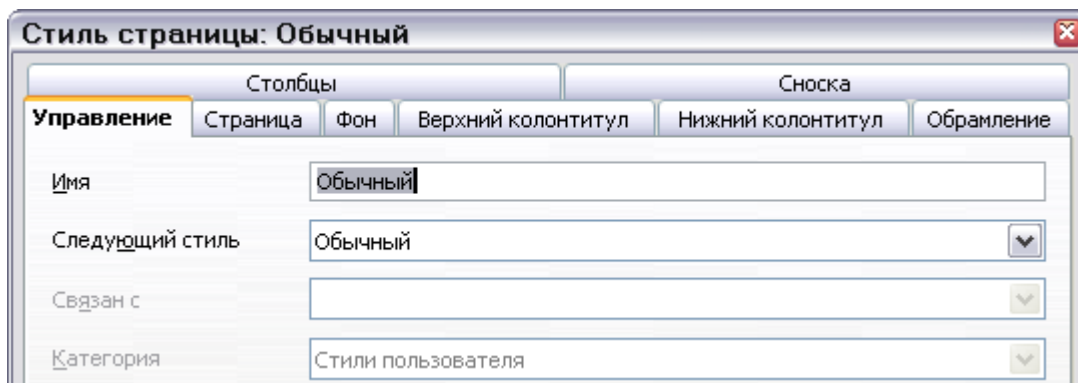 Стиль страницы: Обычный
Столбцы Сноска
Управление Страница Фон Верхний колонтитул Нижний колонтитул Обрамление
Имя Обычный
Следующий стиль Обычный
Связан с
Категория Стили пользователя